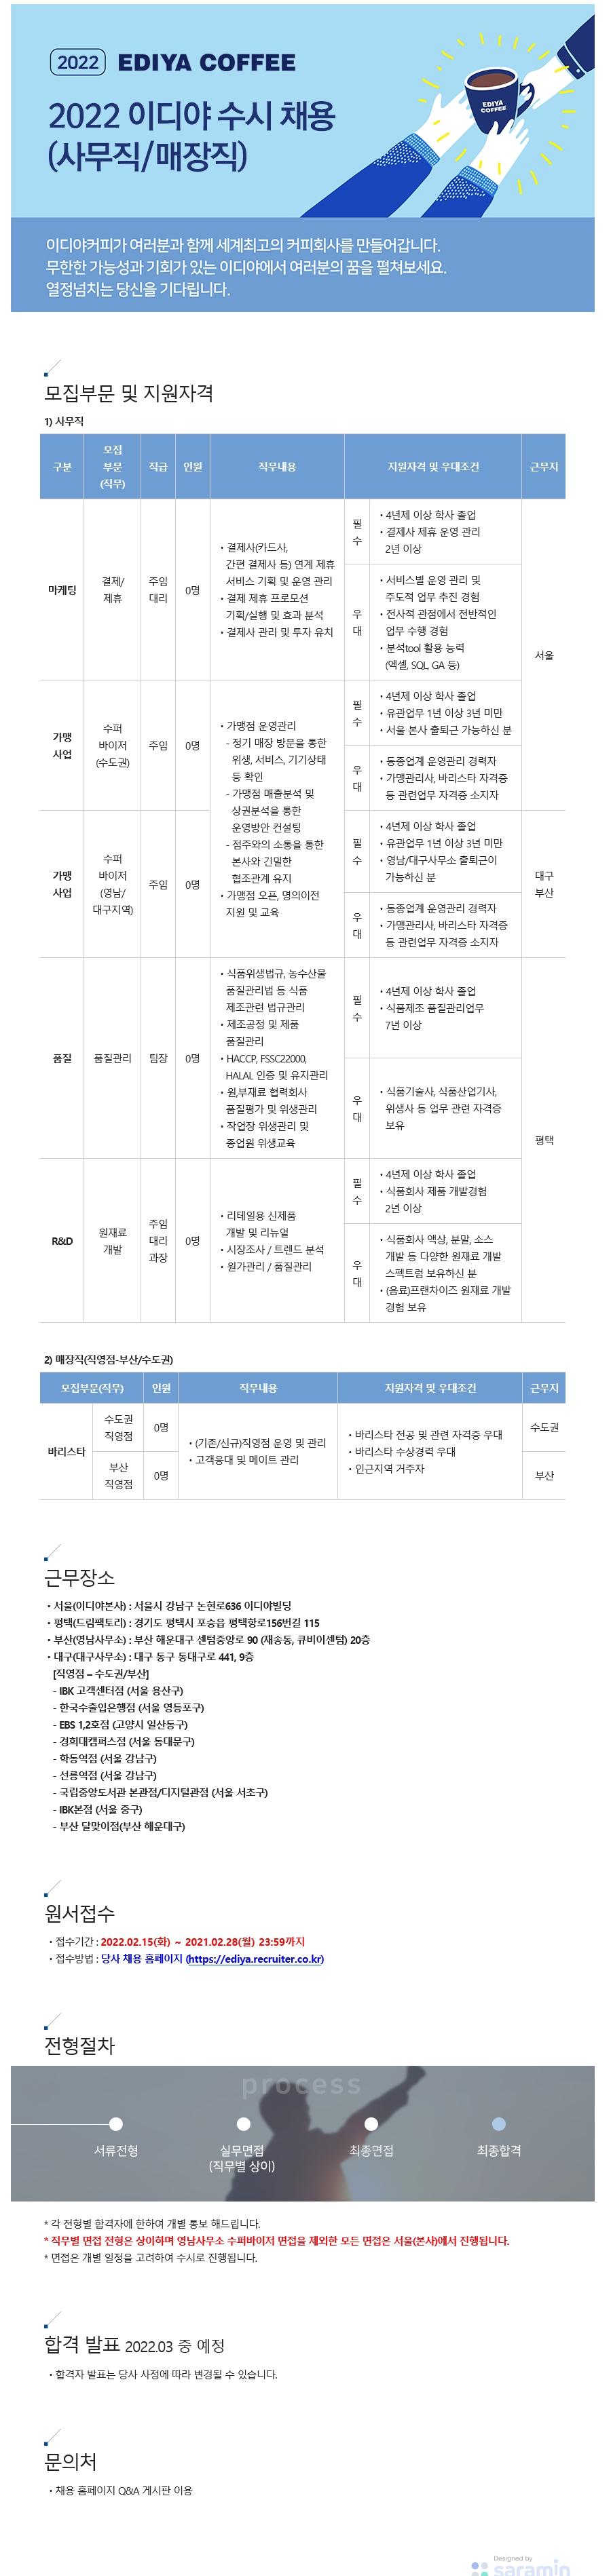 2022 EDIYA COFFEE
2022 이디야 수시 채용
(사무직/매장직)
EDIYA
COFFEE
이디야커피가 여러분과 함께 세계최고의 커피회사를 만들어갑니다.
무한한 가능성과 기회가 있는 이디야에서 여러분의 꿈을 펼쳐보세요.
열정넘치는 당신을 기다립니다.
모집부문 및 지원자격
1) 사무직
구분
모집
부문
(직무)
직급
인원
직무내용
지원자격 및 우대조건
근무지
마케팅
결제/
제휴
주임
대리
0명
• 결제사(카드사,
간편 결제사 등) 연계 제휴
서비스 기획 및 운영 관리
• 결제 제휴 프로모션
기획/실행 및 효과 분석
• 결제사 관리 및 투자 유치
필
수
• 4년제 이상 학사 졸업
• 결제사 제휴 운영 관리
2년 이상
우
대
• 서비스별 운영 관리 및
주도적 업무 추진 경험
• 전사적 관점에서 전반적인
업무 수행 경험
• 분석tool 활용 능력
(엑셀, SQL, GA 등)
서울
가맹
사업
수퍼
바이저
(수도권)
주임
0명
• 가맹점 운영관리
- 정기 매장 방문을 통한
위생, 서비스, 기기상태
등 확인
- 가맹점 매출분석 및
상권분석을 통한
운영방안 컨설팅
- 점주와의 소통을 통한
본사와 긴밀한
협조관계 유지
• 가맹점 오픈, 명의이전
지원 및 교육
필
수
• 4년제 이상 학사 졸업
• 유관업무 1년 이상 3년 미만
• 서울 본사 출퇴근 가능하신 분
우
대
• 동종업계 운영관리 경력자
• 가맹관리사, 바리스타 자격증
등 관련업무 자격증 소지자
가맹
사업
수퍼
바이저
(영남/
대구지역)
주임
0명
필
수
• 4년제 이상 학사 졸업
• 유관업무 1년 이상 3년 미만
• 영남/대구사무소 출퇴근이
가능하신 분
우
대
• 동종업계 운영관리 경력자
• 가맹관리사, 바리스타 자격증
등 관련업무 자격증 소지자
대구
부산
품질
품질관리
팀장
0명
• 식품위생법규, 농수산물
품질관리법 등 식품
제조관련 법규관리
• 제조공정 및 제품
품질관리
• HACCP, FSSC22000,
HALAL 인증 및 유지관리
• 원,부재료 협력회사
품질평가 및 위생관리
• 작업장 위생관리 및
종업원 위생교육
필
수
• 4년제 이상 학사 졸업
• 식품제조 품질관리업무
7년 이상
우
대
• 식품기술사, 식품산업기사,
위생사 등 업무 관련 자격증
보유
평택
R&D
원재료
개발
주임
대리
과장
0명
• 리테일용 신제품
개발 및 리뉴얼
• 시장조사 / 트렌드 분석
• 원가관리 / 품질관리
필
수
• 4년제 이상 학사 졸업
• 식품회사 제품 개발경험
2년 이상
우
대
• 식품회사 액상, 분말, 소스
개발 등 다양한 원재료 개발
스펙트럼 보유하신 분
• (음료)프랜차이즈 원재료 개발
경험 보유
2) 매장직(직영점-부산/수도권)
모집부문(직무)
인원
직무내용
지원자격 및 우대조건
근무지
바리스타
수도권
직영점
0명
• (기존/신규)직영점 운영 및 관리
• 고객응대 및 메이트 관리
• 바리스타 전공 및 관련 자격증 우대
• 바리스타 수상경력 우대
• 인근지역 거주자
수도권
부산
직영점
0명
부산
근무장소
• 서울(이디야본사) : 서울시 강남구 논현로636 이디야빌딩
• 평택(드림팩토리) : 경기도 평택시 포승읍 평택항로156번길 115
• 부산(영남사무소) : 부산 해운대구 센텀중앙로 90 (재송동, 큐비이센텀) 20층
• 대구(대구사무소) : 대구 동구 동대구로 441, 9층
[직영점 – 수도권/부산]
- IBK 고객센터점 (서울 용산구)
- 한국수출입은행점 (서울 영등포구)
- EBS 1,2호점 (고양시 일산동구)
- 경희대캠퍼스점 (서울 동대문구)
- 학동역점 (서울 강남구)
- 선릉역점 (서울 강남구)
- 국립중앙도서관 본관점/디지털관점 (서울 서초구)
- IBK본점 (서울 중구)
- 부산 달맞이점(부산 해운대구)
원서접수
• 접수기간 : 2022.02.15(화) ~ 2021.02.28(월) 23:59까지
• 접수방법 : 당사 채용 홈페이지 (https://ediya.recruiter.co.kr)
전형절차
process
서류전형
실무면접
(직무별 상이)
최종면접
최종합격
* 각 전형별 합격자에 한하여 개별 통보 해드립니다.
* 직무별 면접 전형은 상이하며 영남사무소 수퍼바이저 면접을 제외한 모든 면접은 서울(본사)에서 진행됩니다.
* 면접은 개별 일정을 고려하여 수시로 진행됩니다.
합격 발표 2022.03 중 예정
• 합격자 발표는 당사 사정에 따라 변경될 수 있습니다.
문의처
• 채용 홈페이지 Q&A 게시판 이용
Designed by
saramin